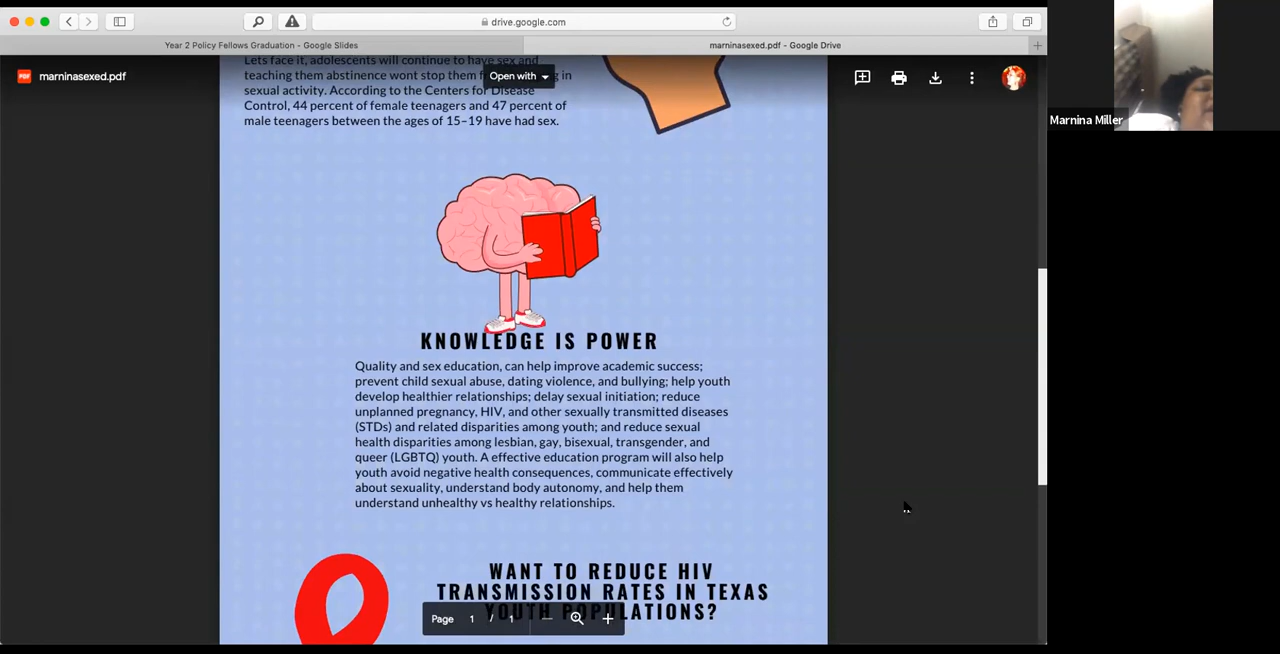 drive.google.com
Year 2 Policy Fellows Graduation - Google Slides
marninasexed.pdf - Google Drive
PDF
marninasexed.pdf
Open with
Lets face it, adolescents will continue to have sex and
teaching them abstinence wont stop them in
sexual activity. According to the Centers for Disease
Control, 44 percent of female teenagers and 47 percent of
male teenagers between the ages of 15-19 have had sex.
Marnina Miller
KNOWLEDGE IS POWER
Quality and sex education, can help improve academic success;
prevent child sexual abuse, dating violence, and bullying; help youth
develop healthier relationships; delay sexual initiation; reduce
unplanned pregnancy, HIV, and other sexually transmitted diseases
(STDs) and related disparities among youth; and reduce sexual
health disparities among lesbian, gay, bisexual, transgender, and
queer (LGBTQ) youth. A effective education program will also help
youth avoid negative health consequences, communicate effectively
about sexuality, understand body autonomy, and help them
understand unhealthy vs healthy relationships.
WANT TO REDUCE HIV
TRANSMISSION RATES IN TEXAS
YOUTH POPULATIONS?
Page 1 / 1